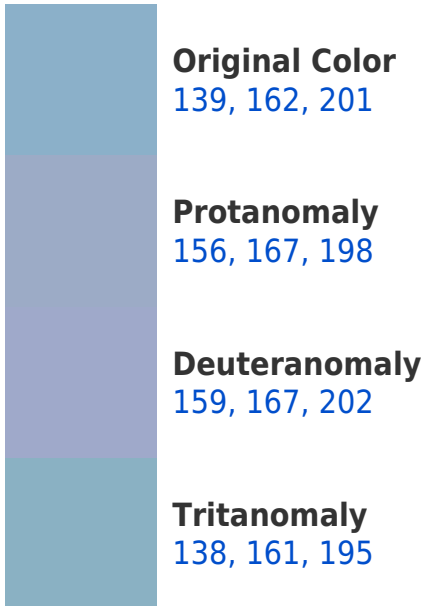 Original Color
139, 162, 201
Protanomaly
156, 167, 198
Deuteranomaly
159, 167, 202
Tritanomaly
138, 161, 195